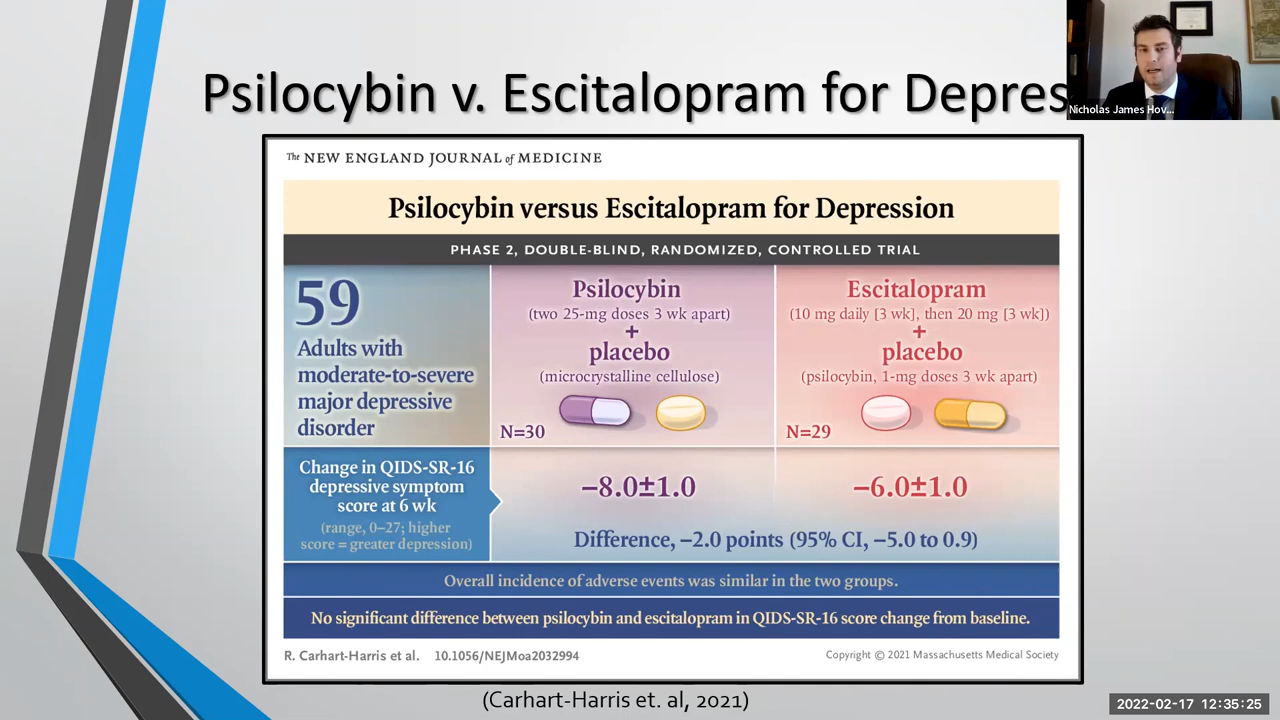 Psilocybin v. Escitalopram for Depres
Nicholas James Hov...
The NEW ENGLAND JOURNAL of MEDICINE
Psilocybin versus Escitalopram for Depression
PHASE 2, DOUBLE-BLIND, RANDOMIZED, CONTROLLED TRIAL
59
Adults with
moderate-to-severe
major depressive
disorder
Psilocybin
(two 25-mg doses 3 wk apart)
+
placebo
(microcrystalline cellulose)
N=30
Escitalopram
(10 mg daily [3 wk], then 20 mg [3 wk])
+
placebo
(psilocybin, 1-mg doses 3 wk apart)
N=29
Change in QIDS-SR-16
depressive symptom
score at 6 wk
(range, 0–27; higher
score = greater depression)
–8.0±1.0
–6.0±1.0
Difference, –2.0 points (95% CI, –5.0 to 0.9)
Overall incidence of adverse events was similar in the two groups.
No significant difference between psilocybin and escitalopram in QIDS-SR-16 score change from baseline.
R. Carhart-Harris et al. 10.1056/NEJMoa2032994
Copyright © 2021 Massachusetts Medical Society
(Carhart-Harris et. al, 2021)
2022-02-17 12:35:25